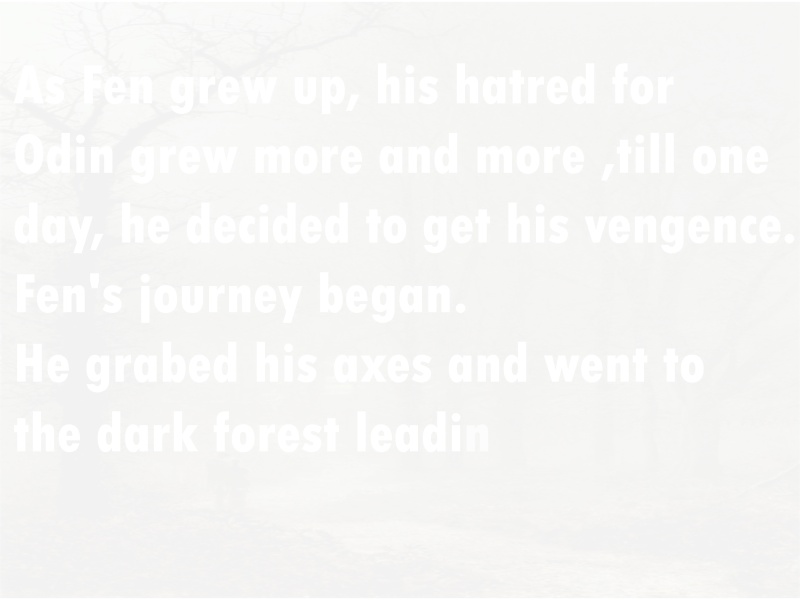 As Fen grew up, his hatred for
Odin grew more and more ,till one
day, he decided to get his vengence.
Fen's journey began.
He grabed his axes and went to
the dark forest leadin